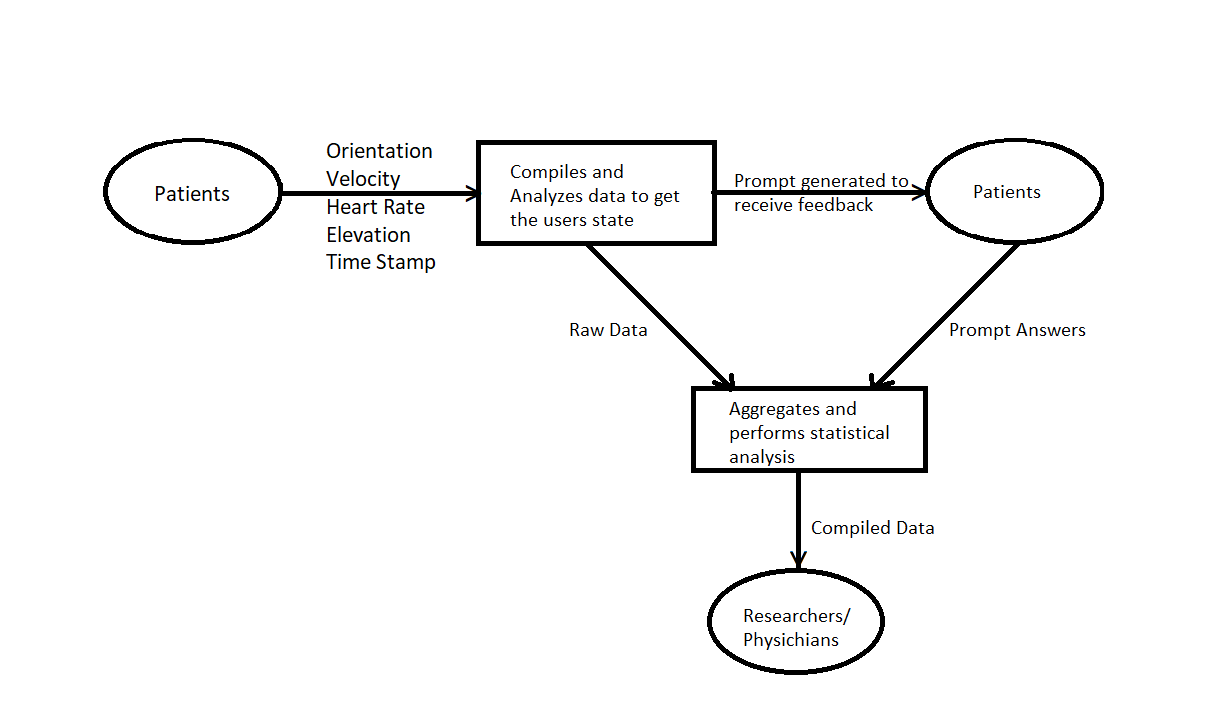 Patients
Orientation
Velocity
Heart Rate
Elevation
Time Stamp
Compiles and
Analyzes data to get
the users state
Prompt generated to
receive feedback
Patients
Raw Data
Prompt Answers
Aggregates and
performs statistical
analysis
Compiled Data
Researchers/
Physichians